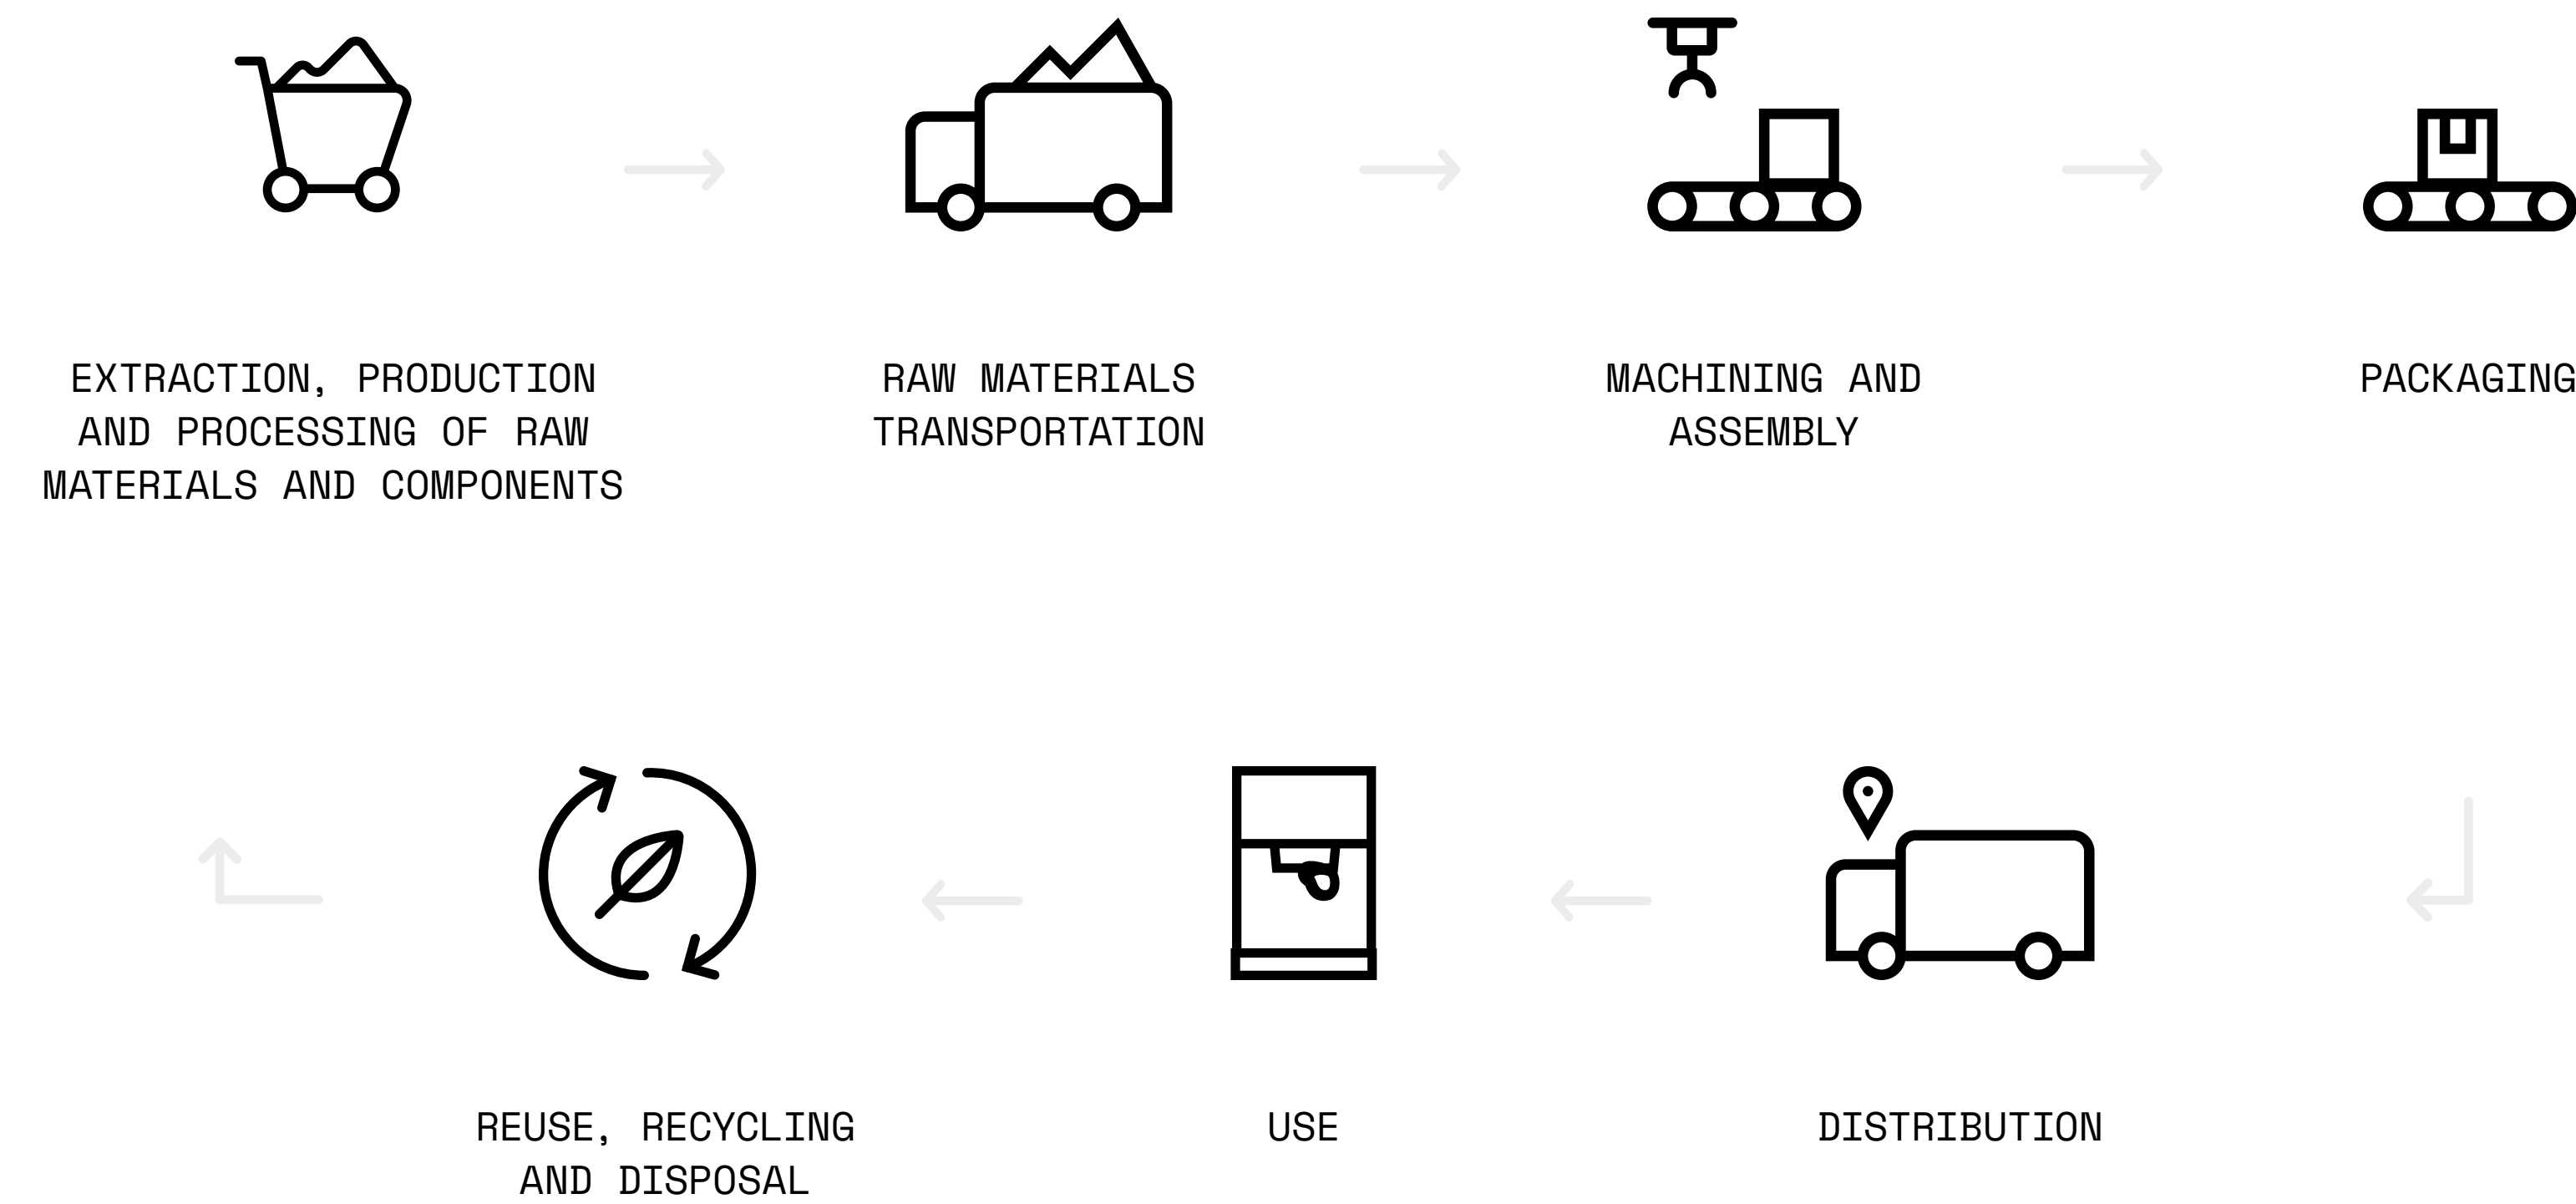 EXTRACTION, PRODUCTION
AND PROCESSING OF RAW
MATERIALS AND COMPONENTS
RAW MATERIALS
TRANSPORTATION
MACHINING AND
ASSEMBLY
PACKAGING
REUSE, RECYCLING
AND DISPOSAL
USE
DISTRIBUTION